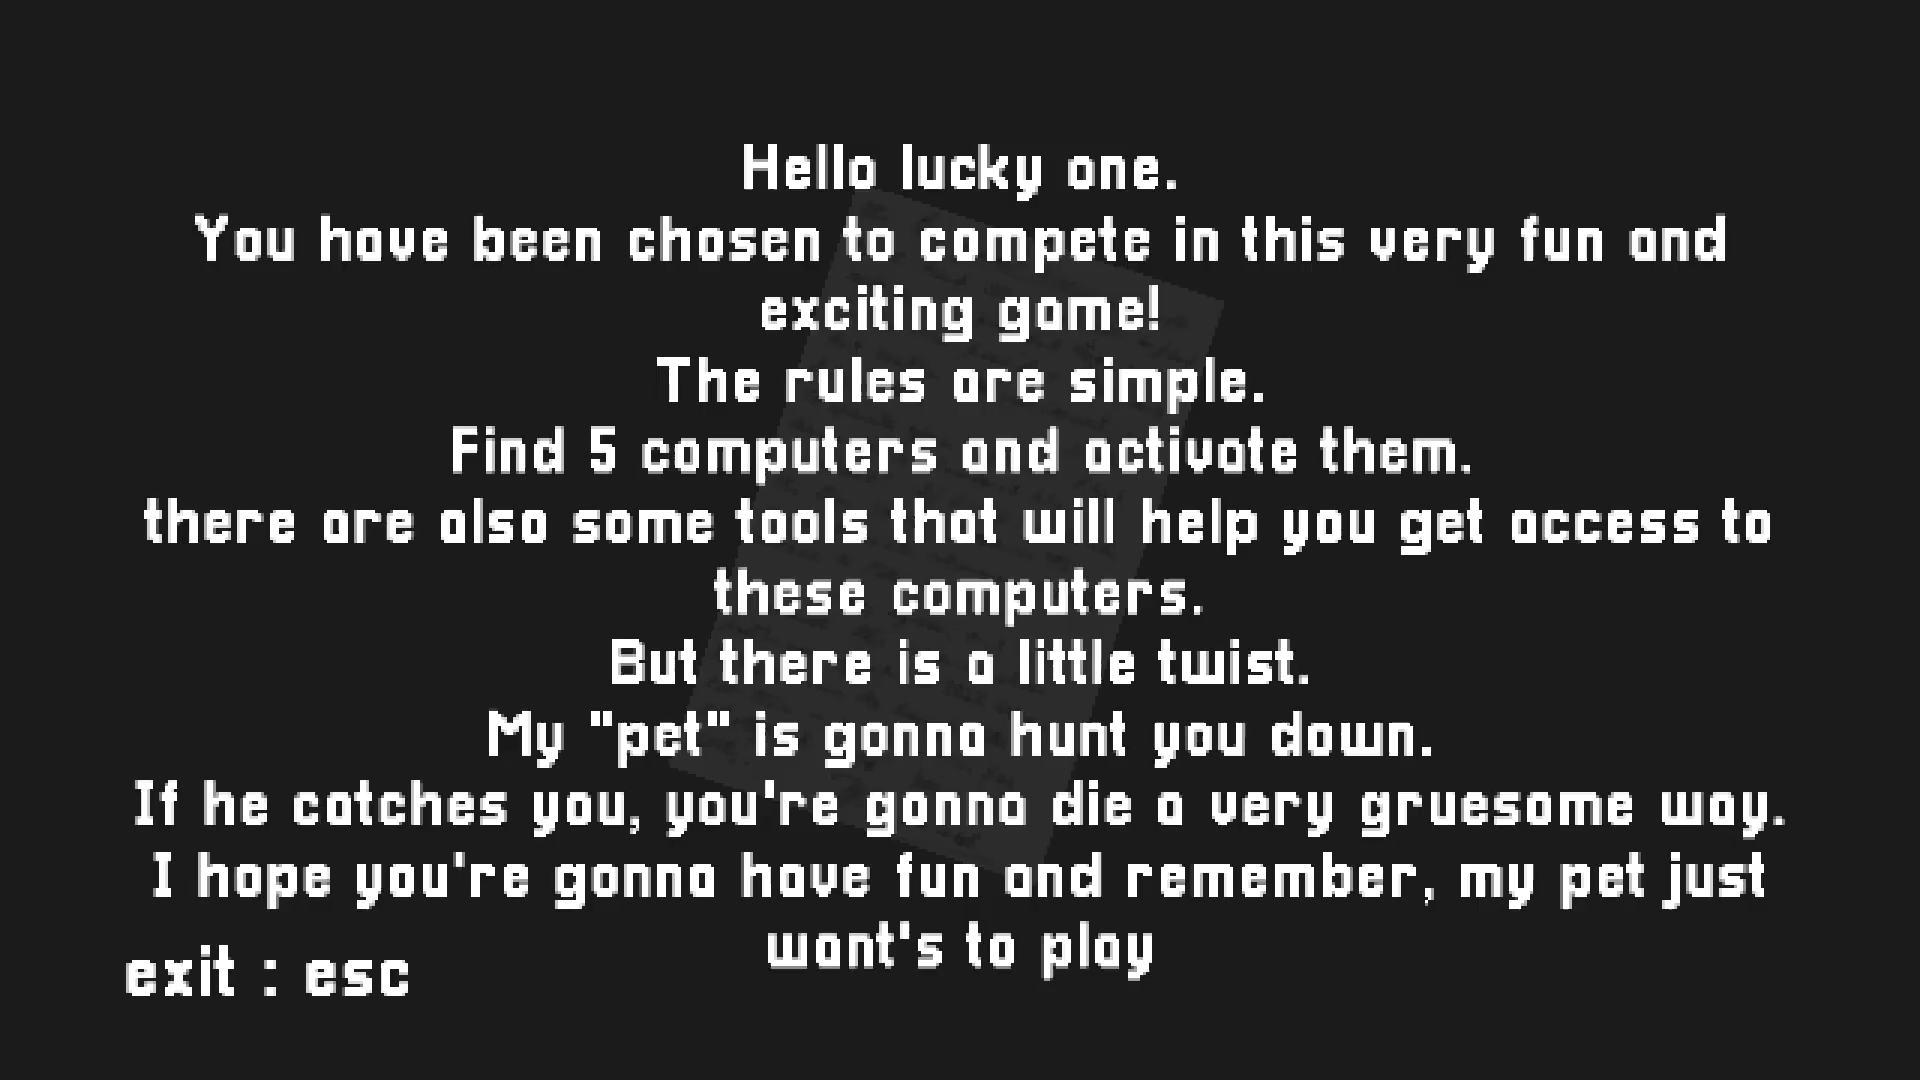 Hello lucky one.
You have been chosen to compete in this very fun and
exciting game!
The rules are simple.
Find 5 computers and activate them.
there are also some tools that will help you get access to
these computers.
But there is a little twist.
My "pet" is gonna hunt you down.
If he catches you, you're gonna die a very gruesome way.
I hope you're gonna have fun and remember, my pet just
want's to play
exit : esc